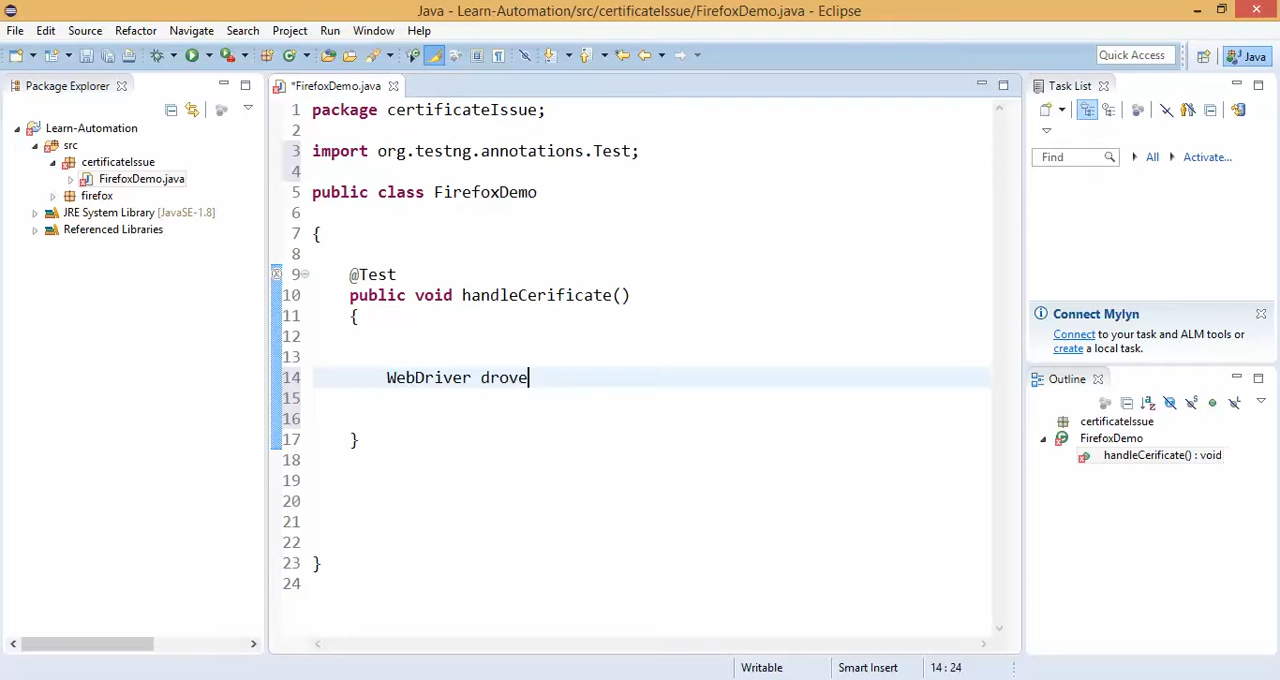 Java - Learn-Automation/src/certificateIssue/FirefoxDemo.java - Eclipse
File Edit Source Refactor Navigate Search Project Run Window Help
Quick Access Java
Package Explorer
Learn-Automation
src
certificateIssue
FirefoxDemo.java
firefox
JRE System Library [JavaSE-1.8]
Referenced Libraries
*FirefoxDemo.java
1 package certificateIssue;
2
3 import org.testng.annotations.Test;
4
5 public class FirefoxDemo
6
7 {
8
9 @Test
10 public void handleCerificate()
11 {
12
13
14 WebDriver drove
15
16
17 }
18
19
20
21
22
23 }
24
Task List
Find All Activate...
Connect Mylyn
Connect to your task and ALM tools or
create a local task.
Outline
certificateIssue
FirefoxDemo
handleCerificate() : void
Writable Smart Insert 14 : 24